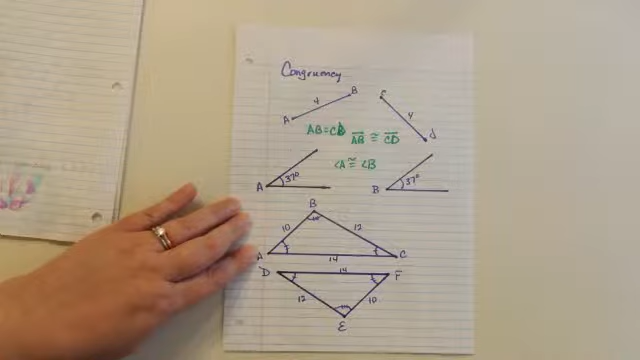 Congruency
A 4 B
C 4 D
AB = CD
AB ≅ CD
∠A ≅ ∠B
A 37°
B 37°
B
10 12
A 14 C
D 14 F
12 10
E